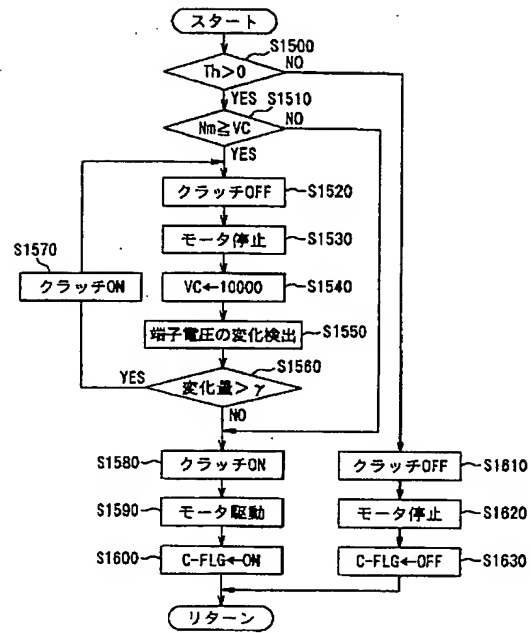 スタート
S1500
Th>0
NO
YES
S1510
Nm≧VC
NO
YES
クラッチOFF
S1520
モータ停止
S1530
S1570
クラッチON
VC←10000
S1540
端子電圧の変化検出
S1550
S1560
変化量>γ
YES
NO
S1580
クラッチON
クラッチOFF
S1610
S1590
モータ駆動
モータ停止
S1620
S1600
C-FLG←ON
C-FLG←OFF
S1630
リターン